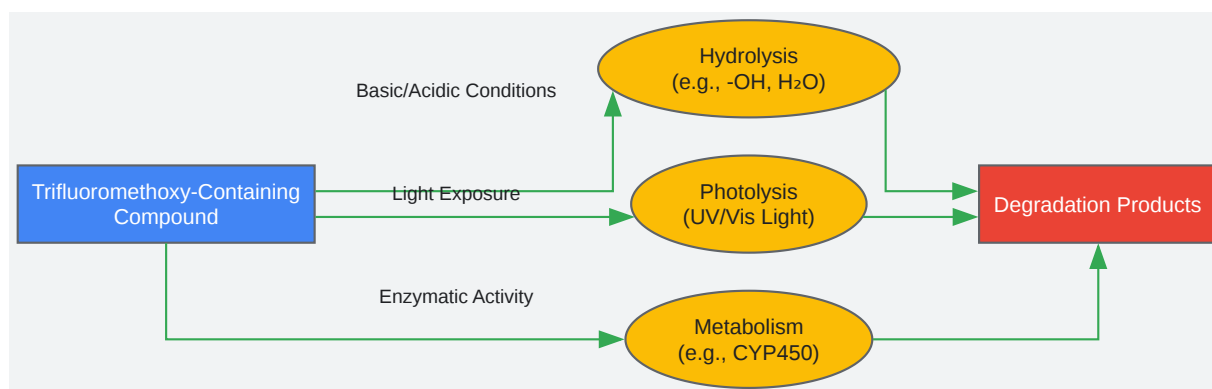 Hydrolysis
(e.g., -OH, H₂O)
Basic/Acidic Conditions
Trifluoromethoxy-Containing
Compound
Light Exposure
Photolysis
(UV/Vis Light)
Degradation Products
Enzymatic Activity
Metabolism
(e.g., CYP450)